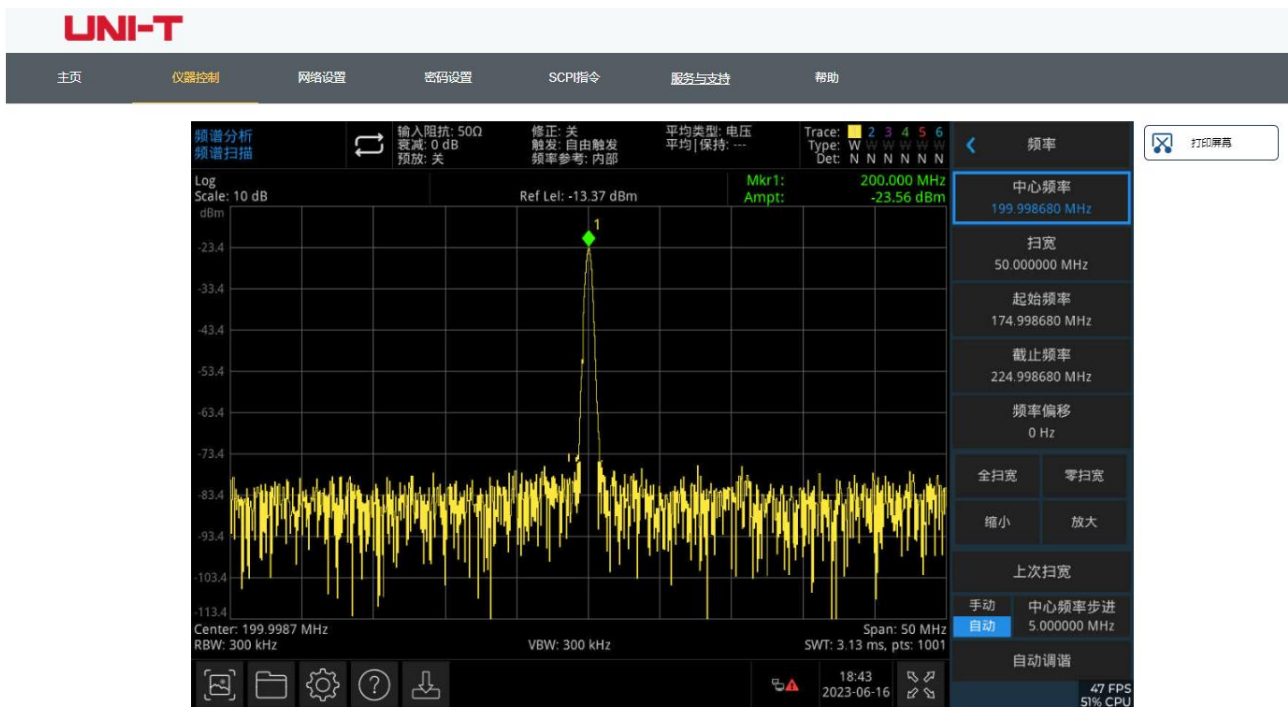 UNI-T
主页 仪器控制 网络设置 密码设置 SCPI指令 服务与支持 帮助
频谱分析
频谱扫描
输入阻抗: 50Ω
衰减: 0 dB
预放: 关
修正: 关
触发: 自由触发
频率参考: 内部
平均类型: 电压
平均|保持: ---
Trace: 1 2 3 4 5 6
Type: W W W W W W
Det: N N N N N N
频率
打印屏幕
Log
Scale: 10 dB
Ref Lel: -13.37 dBm
Mkr1: 200.000 MHz
Ampt: -23.56 dBm
dBm
1
-23.4
-33.4
-43.4
-53.4
-63.4
-73.4
-83.4
-93.4
-103.4
-113.4
Center: 199.9987 MHz
RBW: 300 kHz
VBW: 300 kHz
Span: 50 MHz
SWT: 3.13 ms, pts: 1001
中心频率
199.998680 MHz
扫宽
50.000000 MHz
起始频率
174.998680 MHz
截止频率
224.998680 MHz
频率偏移
0 Hz
全扫宽 零扫宽
缩小 放大
上次扫宽
手动
自动
中心频率步进
5.000000 MHz
自动调谐
18:43
2023-06-16
47 FPS
51% CPU